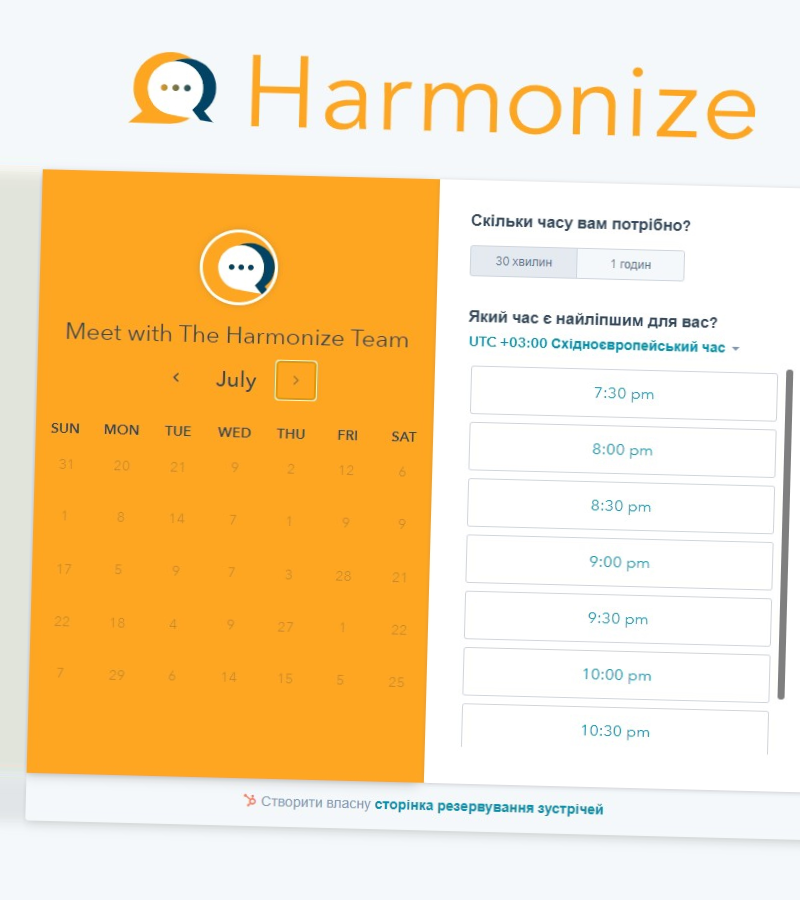 Harmonize
Meet with The Harmonize Team
July
SUN MON TUE WED THU FRI SAT
31 20 21 9 2 12 6
1 8 14 7 1 9 9
17 5 9 7 3 28 21
22 18 4 9 27 1 22
7 29 6 14 15 5 25
Скільки часу вам потрібно?
30 хвилин 1 годин
Який час є найліпшим для вас?
UTC +03:00 Східноєвропейський час
7:30 pm
8:00 pm
8:30 pm
9:00 pm
9:30 pm
10:00 pm
10:30 pm
Створити власну сторінка резервування зустрічей